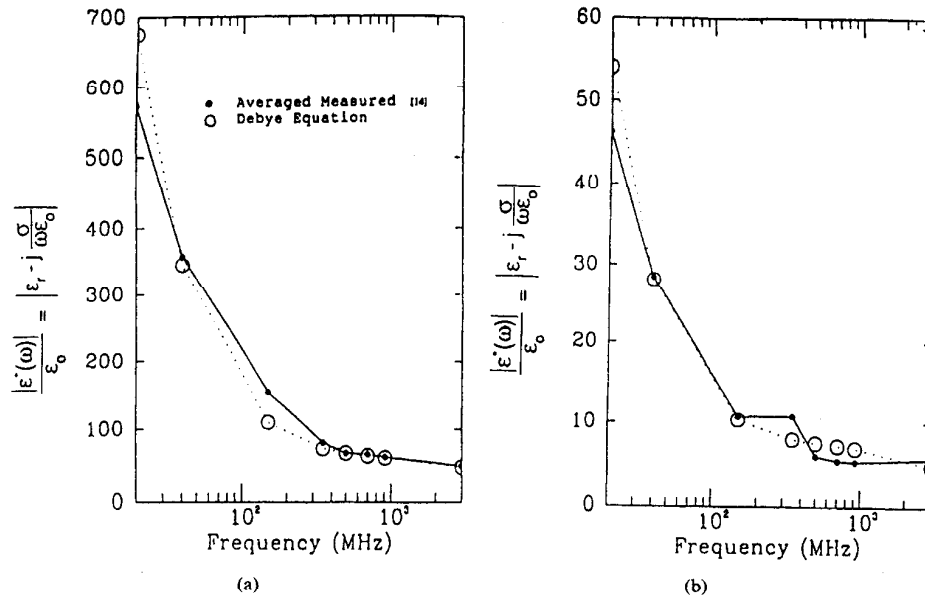 700
600
500
400
300
200
100
0
|ε*(ω)| / ε₀ = |εᵣ - j σ/ωε₀|
• Averaged Measured [14]
○ Debye Equation
10² 10³
Frequency (MHz)
(a)
60
50
40
30
20
10
0
|ε*(ω)| / ε₀ = |εᵣ - j σ/ωε₀|
10² 10³
Frequency (MHz)
(b)